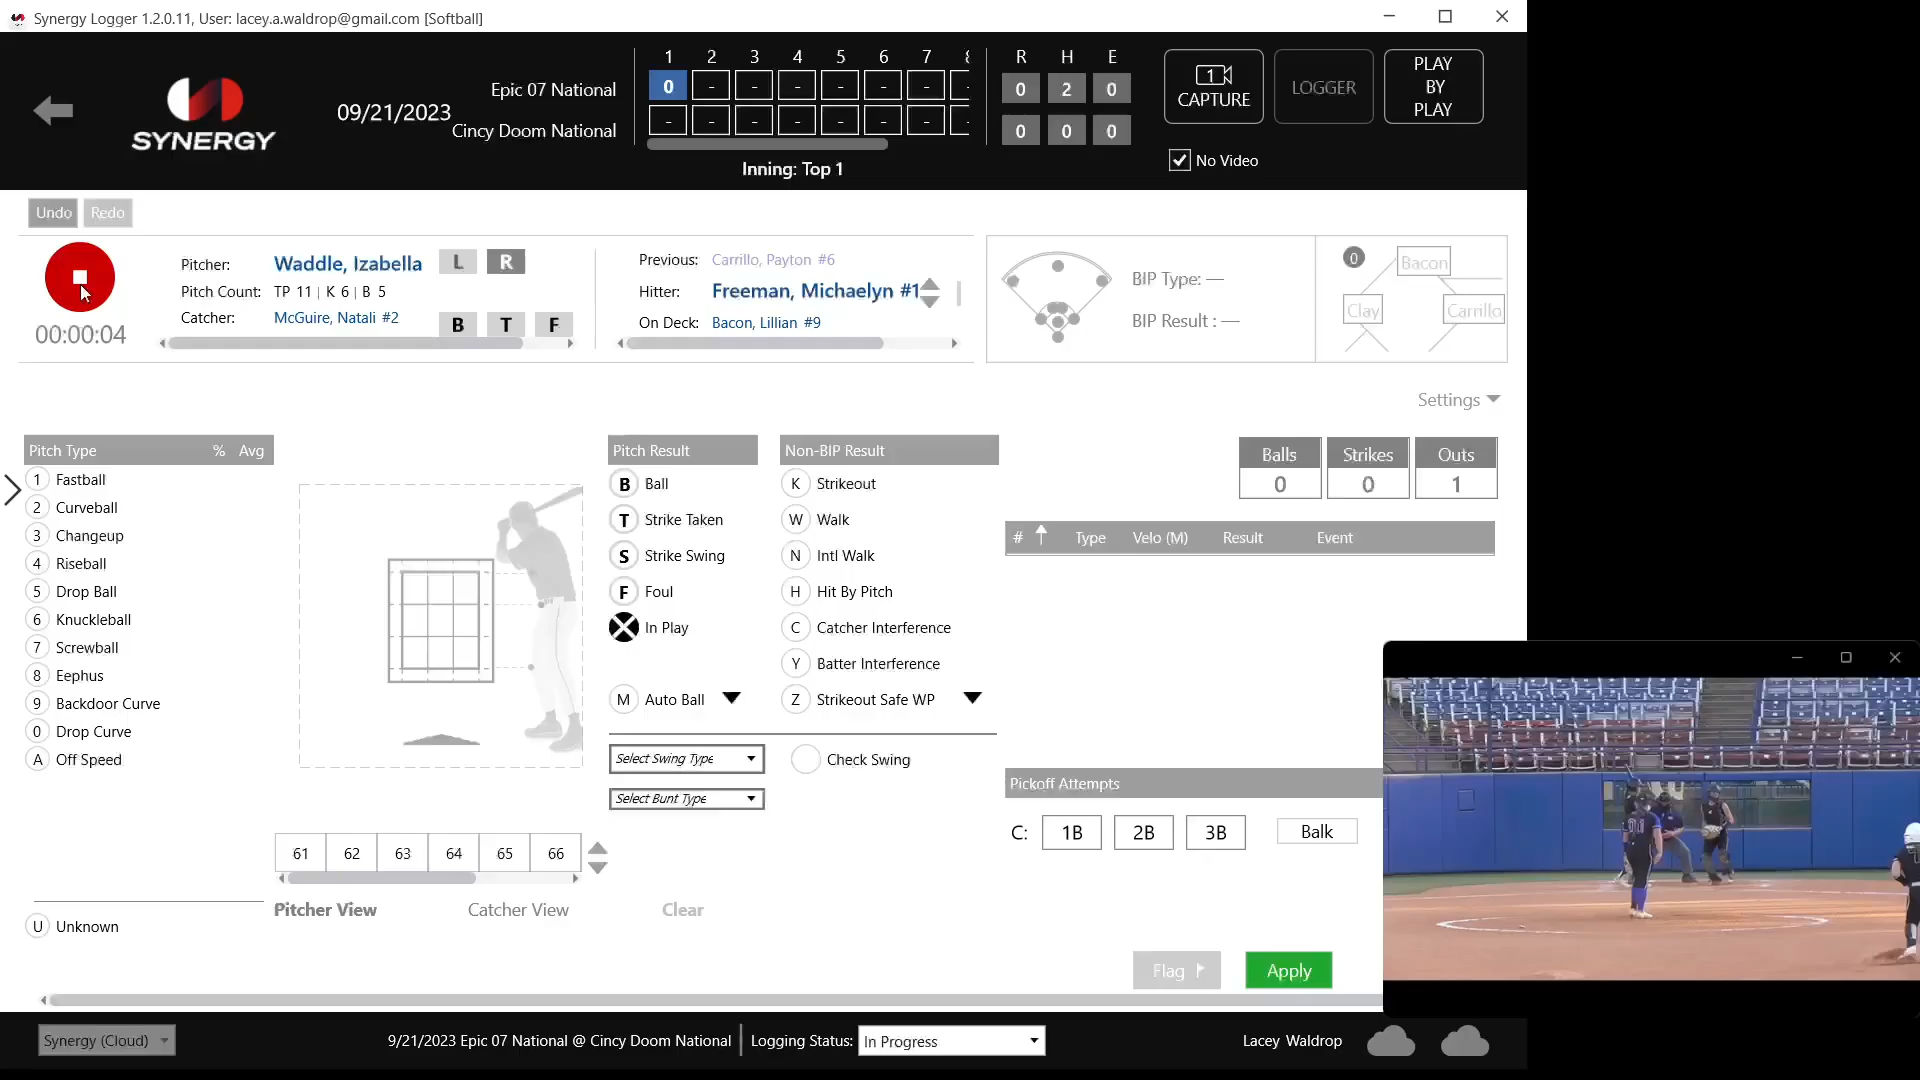 Synergy Logger 1.2.0.11, User: lacey.a.waldrop@gmail.com [Softball]
SYNERGY
09/21/2023
Epic 07 National
Cincy Doom National
1 2 3 4 5 6 7 8
0 - - - - - - -
- - - - - - - -
R H E
0 2 0
0 0 0
Inning: Top 1
1
CAPTURE
LOGGER
PLAY
BY
PLAY
No Video
Undo
Redo
00:00:04
Pitcher: Waddle, Izabella L R
Pitch Count: TP 11 | K 6 | B 5
Catcher: McGuire, Natali #2
B T F
Previous: Carrillo, Payton #6
Hitter: Freeman, Michaelyn #1
On Deck: Bacon, Lillian #9
BIP Type: —
BIP Result : —
0
Bacon
Clay
Carrillo
Settings
Pitch Type % Avg
1 Fastball
2 Curveball
3 Changeup
4 Riseball
5 Drop Ball
6 Knuckleball
7 Screwball
8 Eephus
9 Backdoor Curve
0 Drop Curve
A Off Speed
U Unknown
61 62 63 64 65 66
Pitcher View
Catcher View
Clear
Pitch Result
B Ball
T Strike Taken
S Strike Swing
F Foul
X In Play
M Auto Ball
Select Swing Type
Select Bunt Type
Non-BIP Result
K Strikeout
W Walk
N Intl Walk
H Hit By Pitch
C Catcher Interference
Y Batter Interference
Z Strikeout Safe WP
Check Swing
Balls Strikes Outs
0 0 1
# Type Velo (M) Result Event
Pickoff Attempts
C: 1B 2B 3B Balk
Flag
Apply
Synergy (Cloud)
9/21/2023 Epic 07 National @ Cincy Doom National
Logging Status: In Progress
Lacey Waldrop